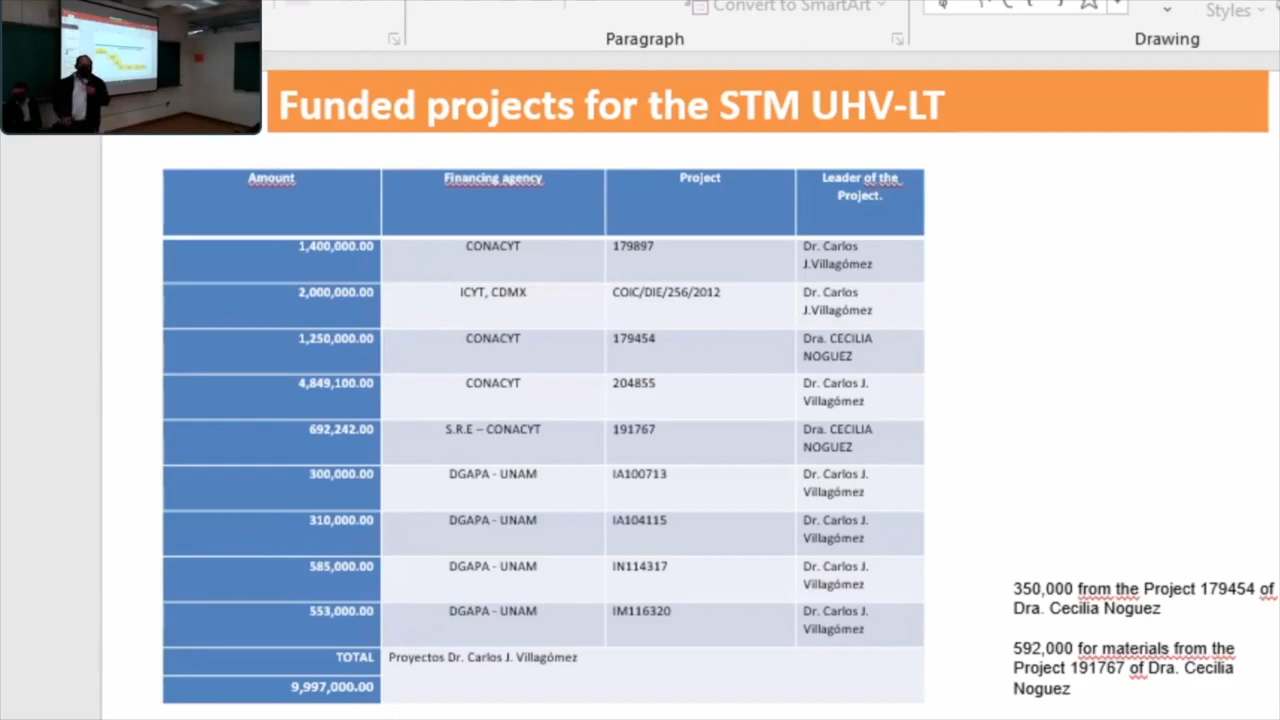 Convert to SmartArt
Styles
Paragraph
Drawing
Funded projects for the STM UHV-LT
Amount
Financing agency
Project
Leader of the
Project.
1,400,000.00
CONACYT
179897
Dr. Carlos
J.Villagómez
2,000,000.00
ICYT, CDMX
COIC/DIE/256/2012
Dr. Carlos
J.Villagómez
1,250,000.00
CONACYT
179454
Dra. CECILIA
NOGUEZ
4,849,100.00
CONACYT
204855
Dr. Carlos J.
Villagómez
692,242.00
S.R.E – CONACYT
191767
Dra. CECILIA
NOGUEZ
300,000.00
DGAPA - UNAM
IA100713
Dr. Carlos J.
Villagómez
310,000.00
DGAPA - UNAM
IA104115
Dr. Carlos J.
Villagómez
585,000.00
DGAPA - UNAM
IN114317
Dr. Carlos J.
Villagómez
553,000.00
DGAPA - UNAM
IM116320
Dr. Carlos J.
Villagómez
TOTAL
Proyectos Dr. Carlos J. Villagómez
9,997,000.00
350,000 from the Project 179454 of
Dra. Cecilia Noguez
592,000 for materials from the
Project 191767 of Dra. Cecilia
Noguez